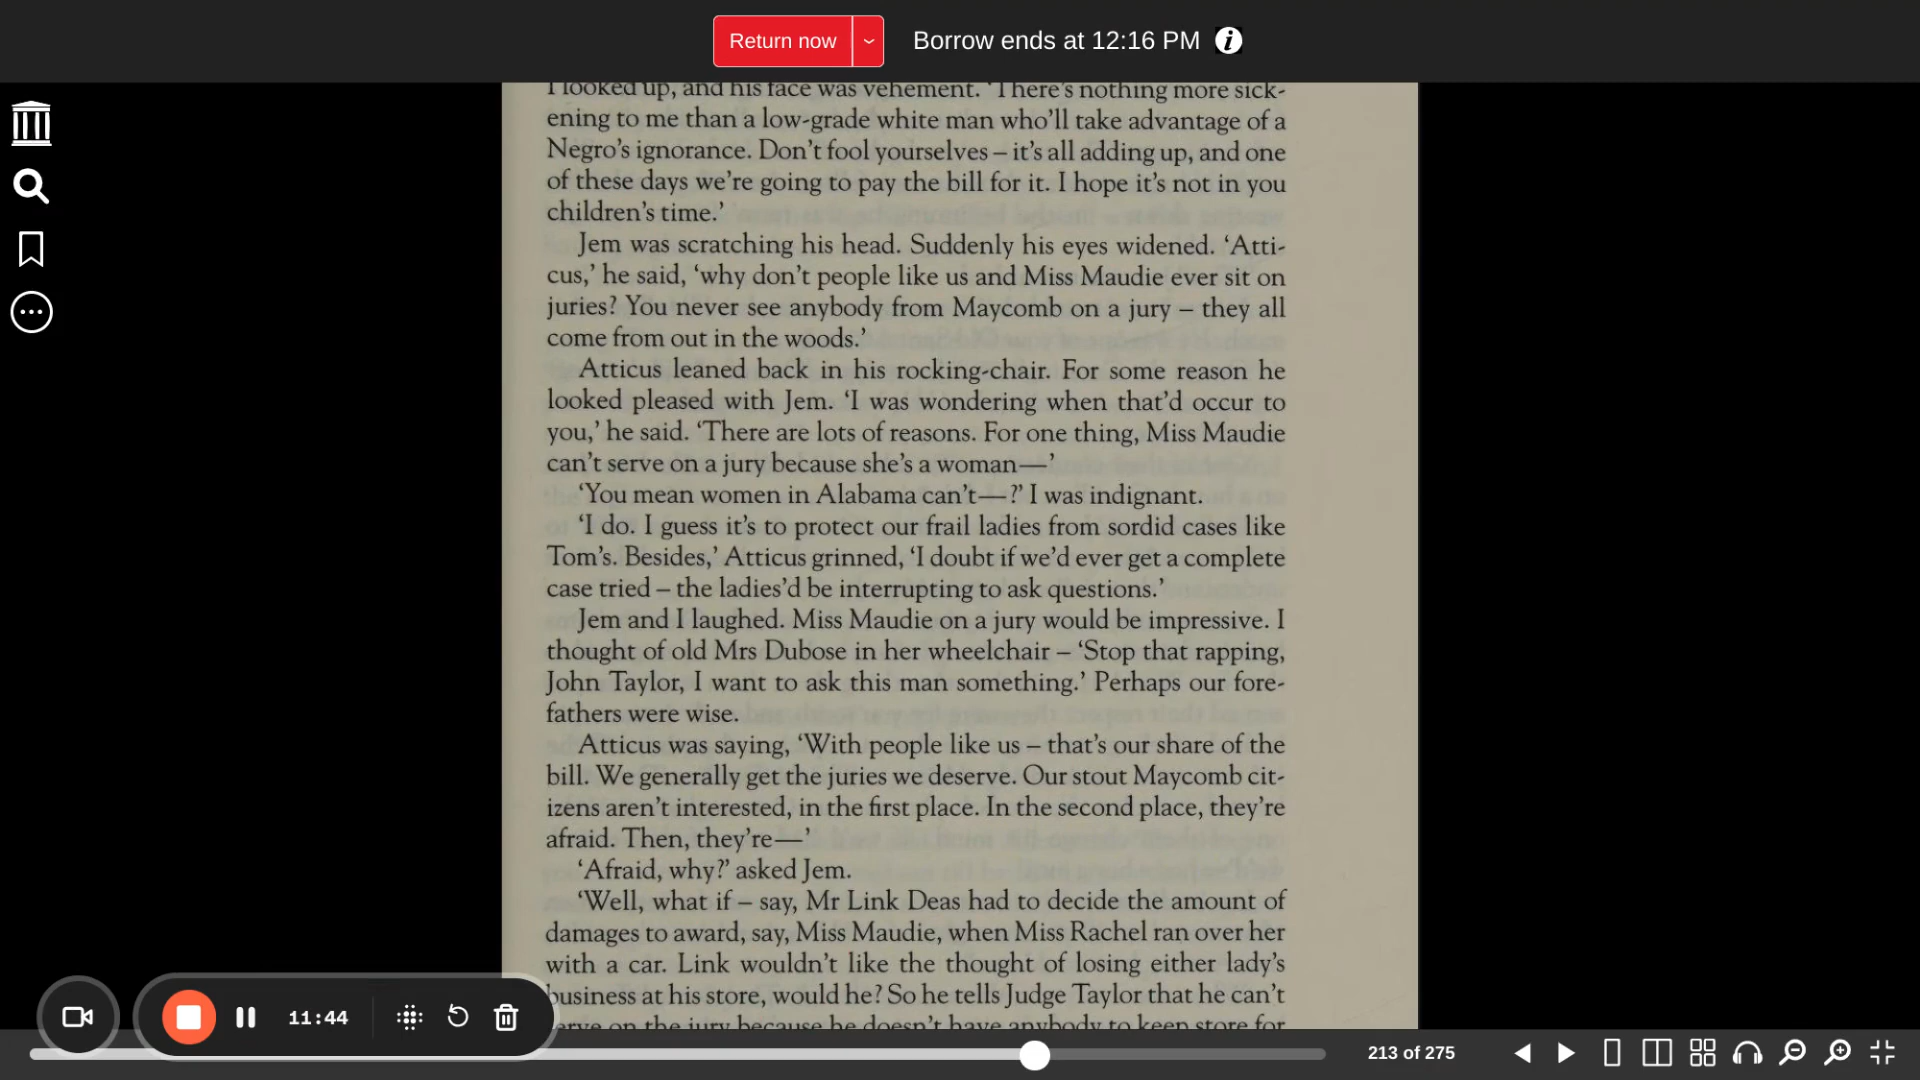 Return now
Borrow ends at 12:16 PM
I looked up, and his face was vehement. ‘There’s nothing more sick-
ening to me than a low-grade white man who’ll take advantage of a
Negro’s ignorance. Don’t fool yourselves – it’s all adding up, and one
of these days we’re going to pay the bill for it. I hope it’s not in you
children’s time.’
Jem was scratching his head. Suddenly his eyes widened. ‘Atti-
cus,’ he said, ‘why don’t people like us and Miss Maudie ever sit on
juries? You never see anybody from Maycomb on a jury – they all
come from out in the woods.’
Atticus leaned back in his rocking-chair. For some reason he
looked pleased with Jem. ‘I was wondering when that’d occur to
you,’ he said. ‘There are lots of reasons. For one thing, Miss Maudie
can’t serve on a jury because she’s a woman—’
‘You mean women in Alabama can’t—?’ I was indignant.
‘I do. I guess it’s to protect our frail ladies from sordid cases like
Tom’s. Besides,’ Atticus grinned, ‘I doubt if we’d ever get a complete
case tried – the ladies’d be interrupting to ask questions.’
Jem and I laughed. Miss Maudie on a jury would be impressive. I
thought of old Mrs Dubose in her wheelchair – ‘Stop that rapping,
John Taylor, I want to ask this man something.’ Perhaps our fore-
fathers were wise.
Atticus was saying, ‘With people like us – that’s our share of the
bill. We generally get the juries we deserve. Our stout Maycomb cit-
izens aren’t interested, in the first place. In the second place, they’re
afraid. Then, they’re—’
‘Afraid, why?’ asked Jem.
‘Well, what if – say, Mr Link Deas had to decide the amount of
damages to award, say, Miss Maudie, when Miss Rachel ran over her
with a car. Link wouldn’t like the thought of losing either lady’s
business at his store, would he? So he tells Judge Taylor that he can’t
serve on the jury because he doesn’t have anybody to keep store for
11:44
213 of 275